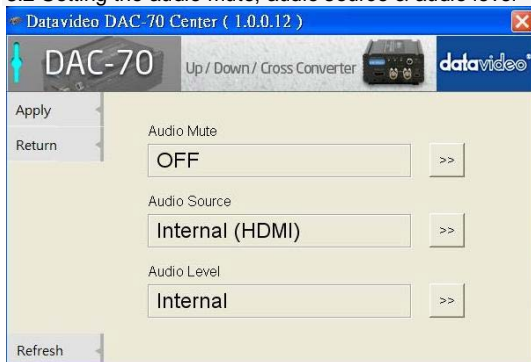 Datavideo DAC-70 Center ( 1.0.0.12 )
DAC-70 Up / Down / Cross Converter datavideo
Apply
Return
Audio Mute
OFF >>
Audio Source
Internal (HDMI) >>
Audio Level
Internal >>
Refresh